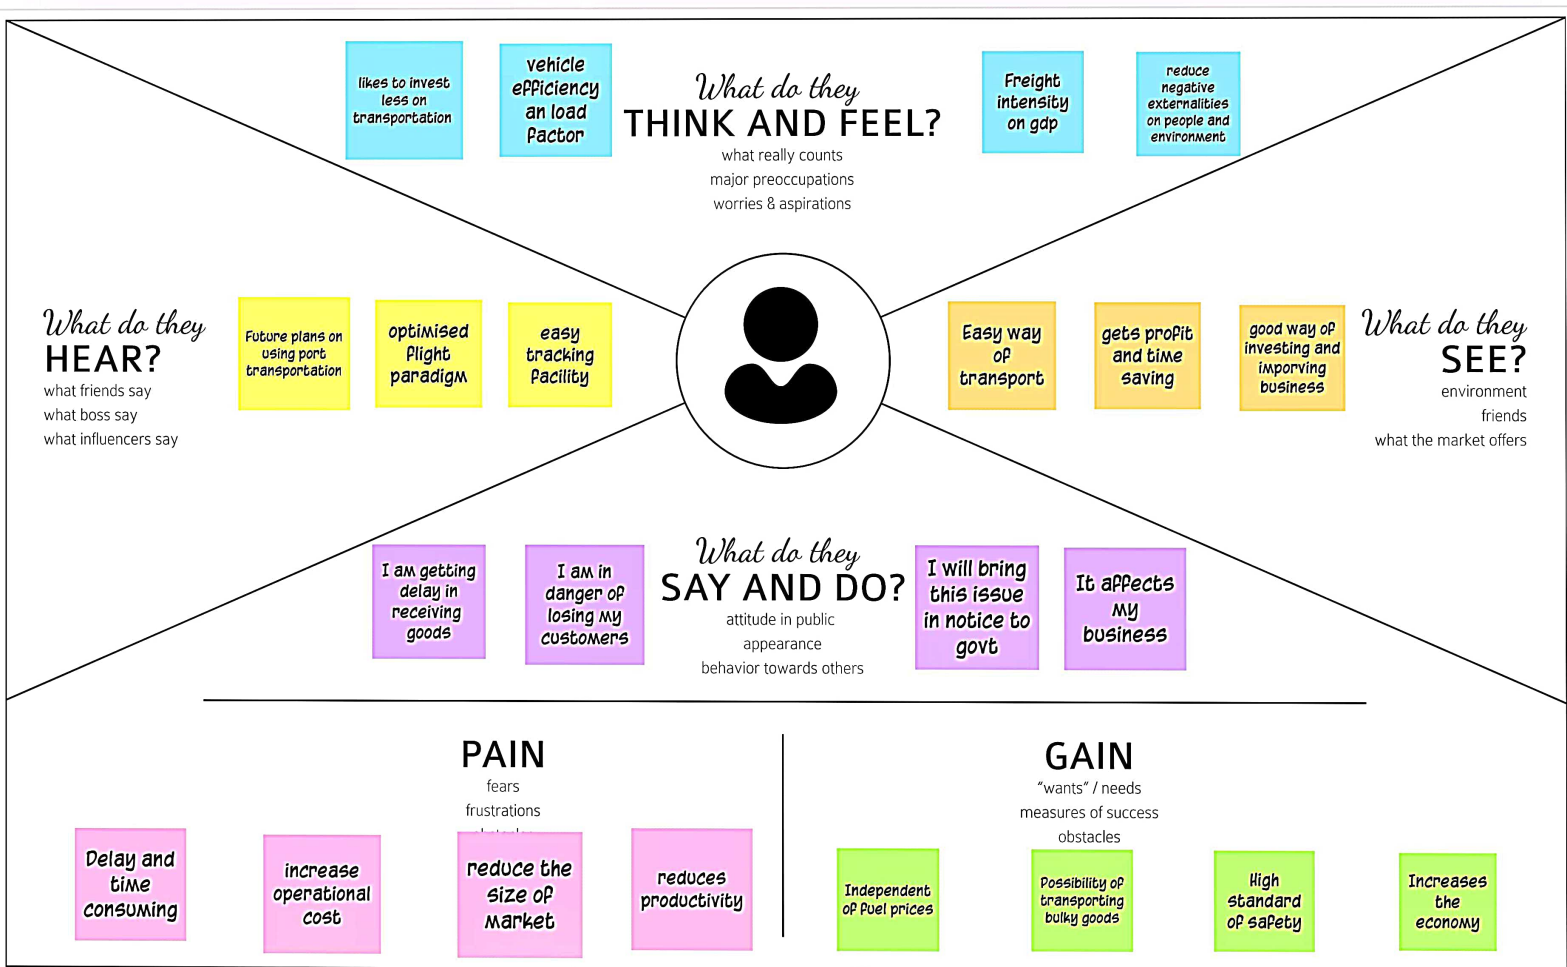 likes to invest
less on
transportation
vehicle
efficiency
an load
factor
What do they
THINK AND FEEL?
what really counts
major preoccupations
worries & aspirations
Freight
intensity
on gdp
reduce
negative
externalities
on people and
environment
What do they
HEAR?
what friends say
what boss say
what influencers say
Future plans on
using port
transportation
optimised
flight
paradigm
easy
tracking
facility
Easy way
of
transport
gets profit
and time
saving
good way of
investing and
imporving
business
What do they
SEE?
environment
friends
what the market offers
I am getting
delay in
receiving
goods
I am in
danger of
losing my
customers
What do they
SAY AND DO?
attitude in public
appearance
behavior towards others
I will bring
this issue
in notice to
govt
It affects
my
business
PAIN
fears
frustrations
Delay and
time
consuming
increase
operational
cost
reduce the
size of
market
reduces
productivity
GAIN
"wants" / needs
measures of success
obstacles
Independent
of fuel prices
Possibility of
transporting
bulky goods
High
standard
of safety
Increases
the
economy